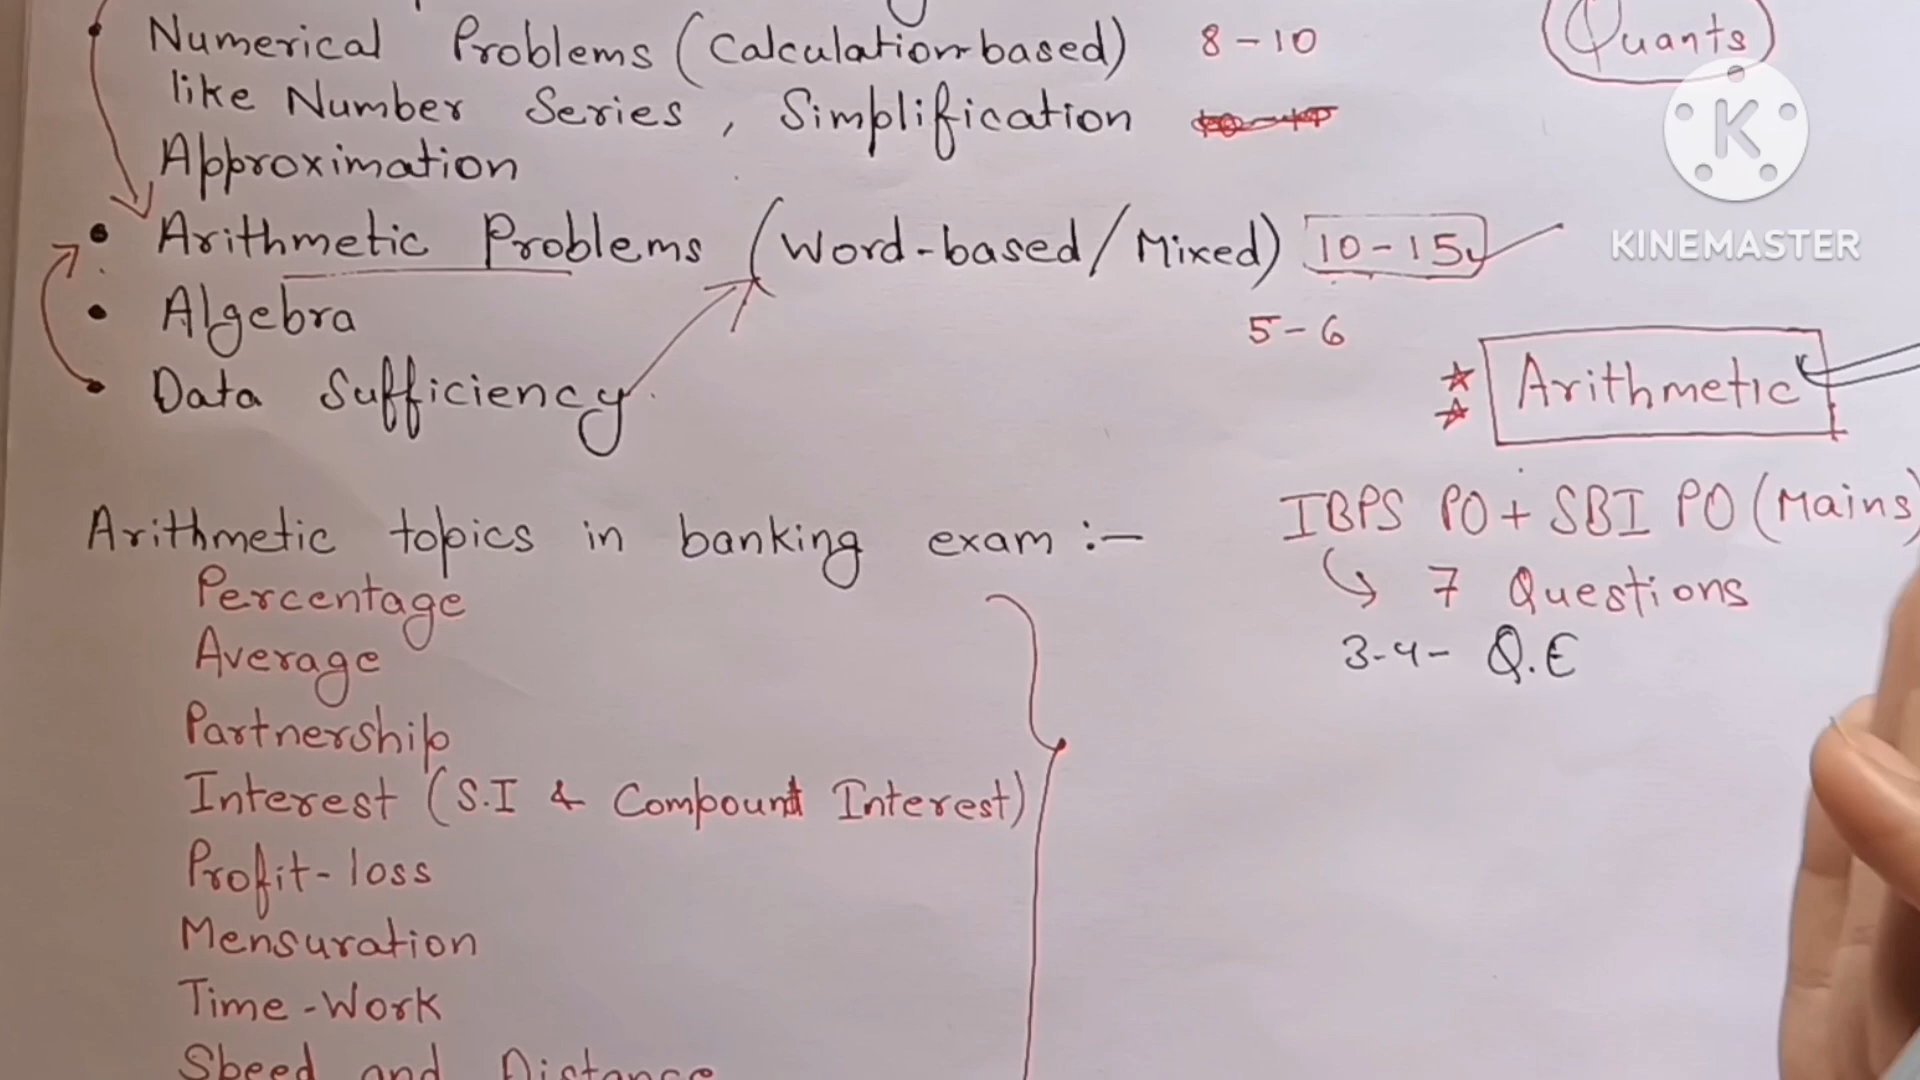 Numerical Problems (Calculation-based) 8-10
like Number Series, Simplification
Approximation
Arithmetic Problems (Word-based/Mixed) 10-15
Algebra 5-6
Data Sufficiency
Quants
K
KINEMASTER
Arithmetic
IBPS PO + SBI PO (Mains)
7 Questions
3-4- Q.E
Arithmetic topics in banking exam :-
Percentage
Average
Partnership
Interest (S.I & Compount Interest)
Profit-loss
Mensuration
Time-Work
Speed and Distance